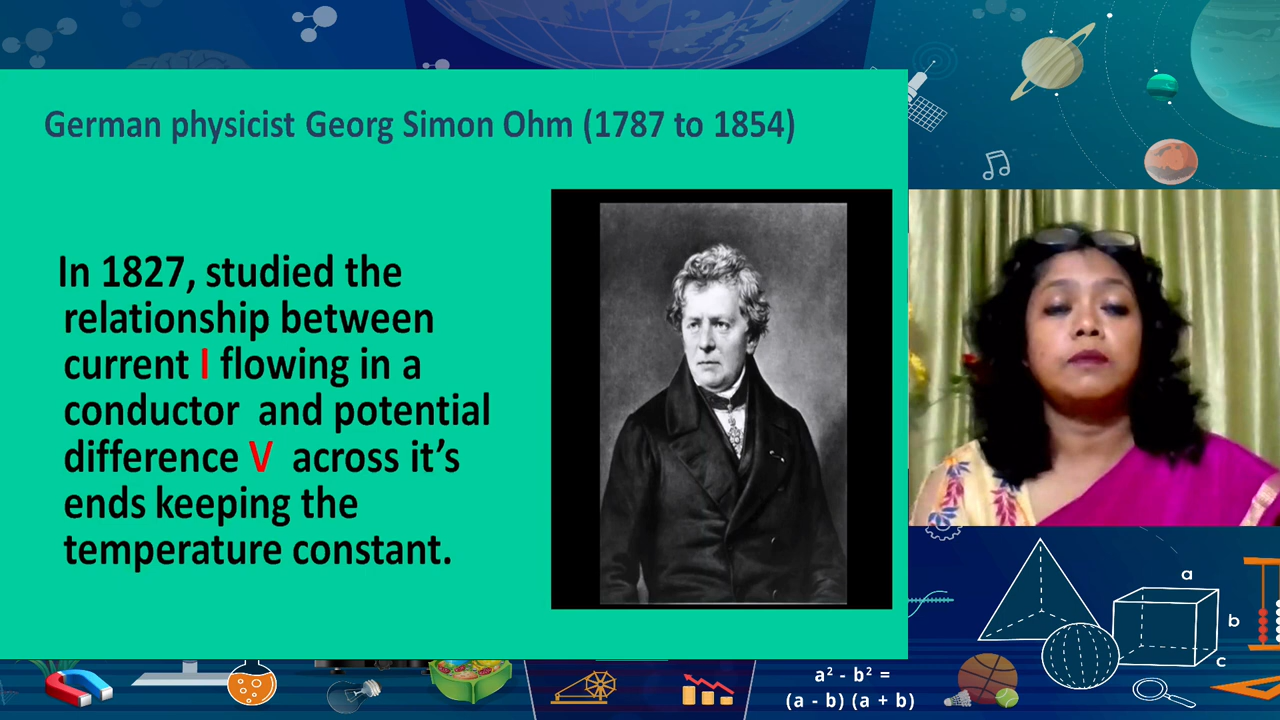 German physicist Georg Simon Ohm (1787 to 1854)
In 1827, studied the
relationship between
current I flowing in a
conductor and potential
difference V across it's
ends keeping the
temperature constant.
a
b
c
a² - b² =
(a - b) (a + b)